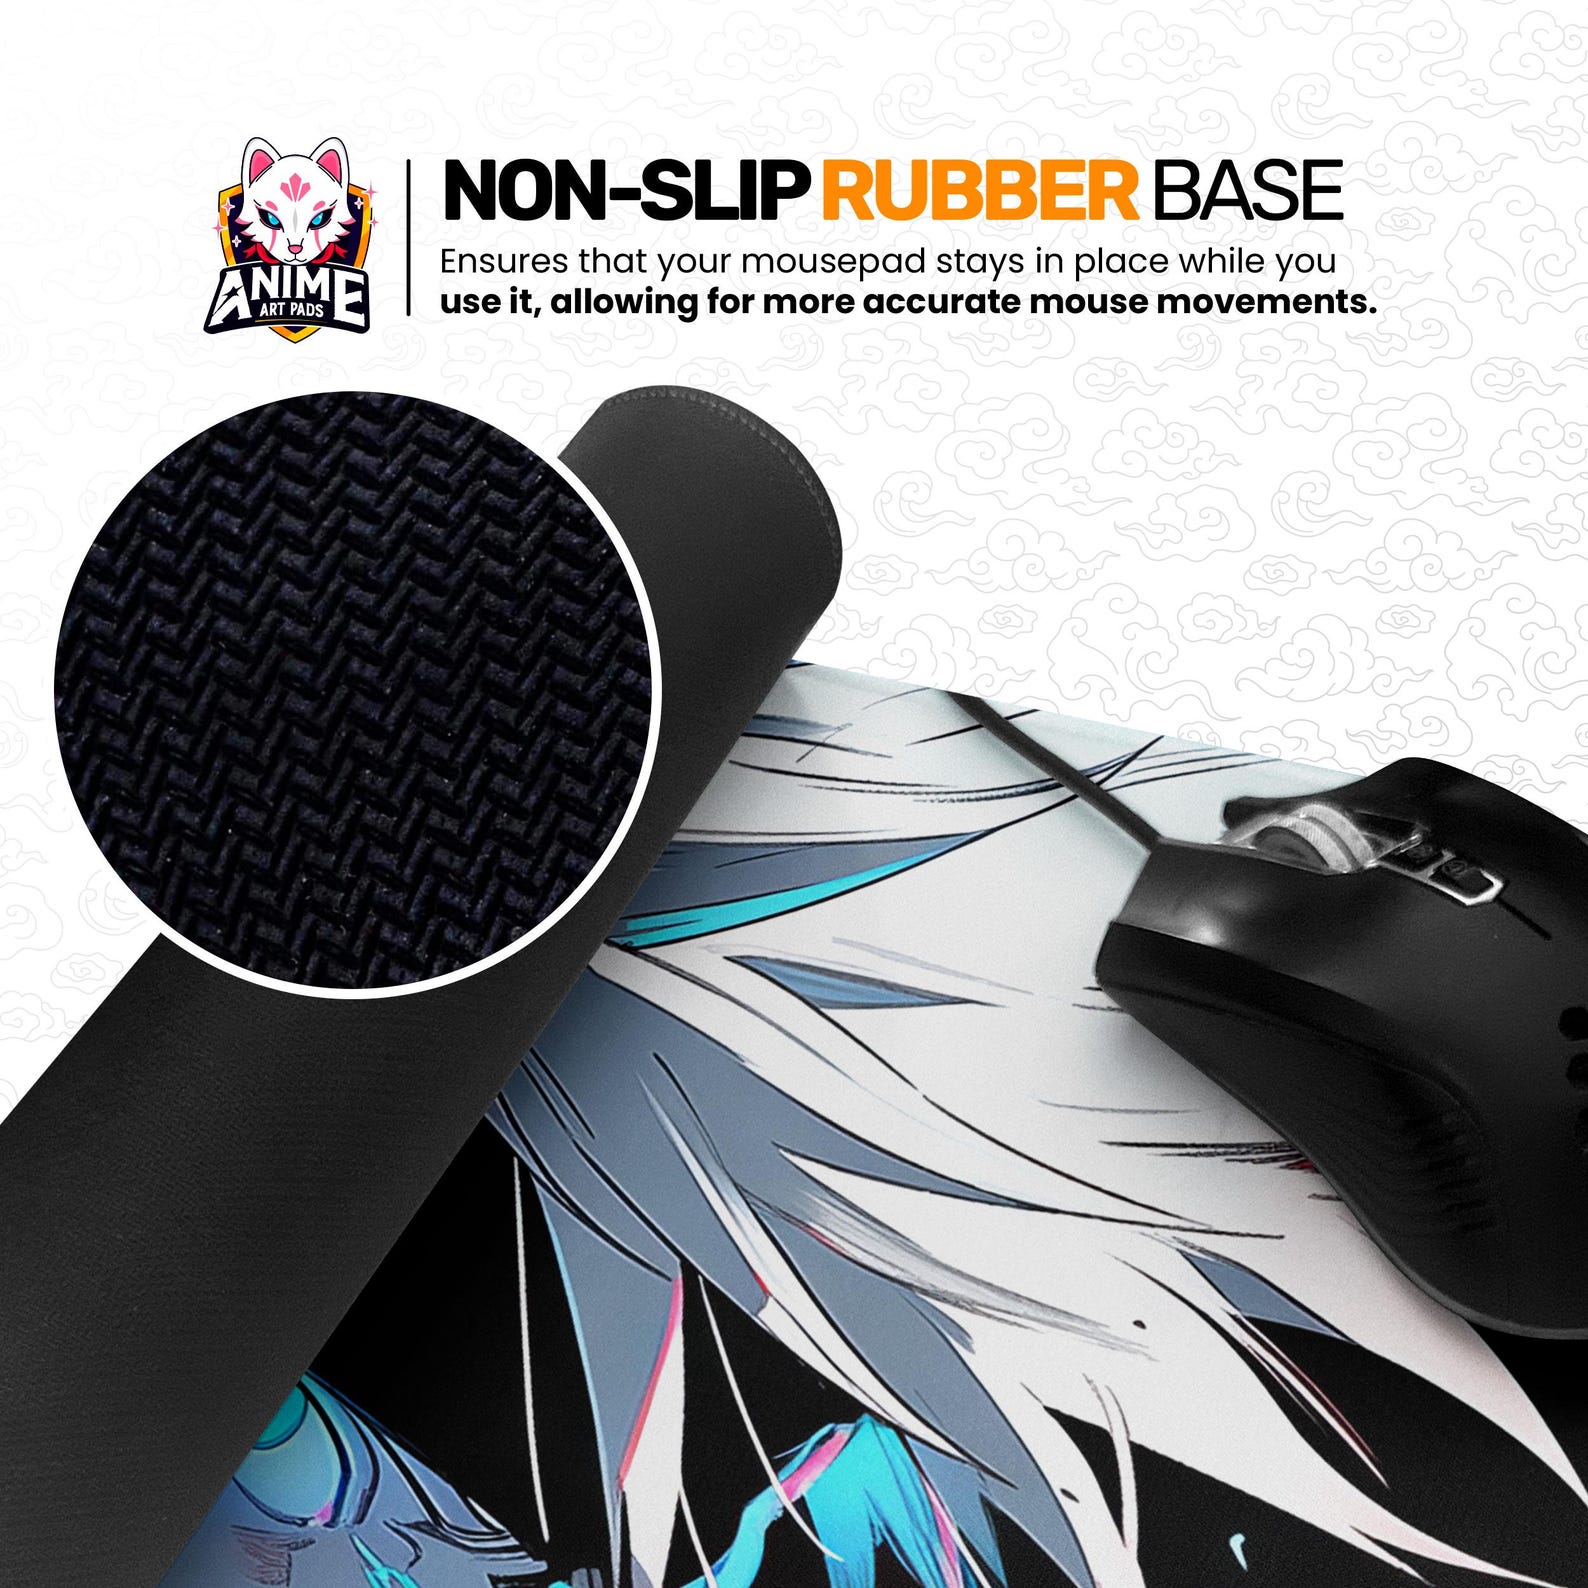 ANIME
ART PADS
NON-SLIP RUBBER BASE
Ensures that your mousepad stays in place while you
use it, allowing for more accurate mouse movements.